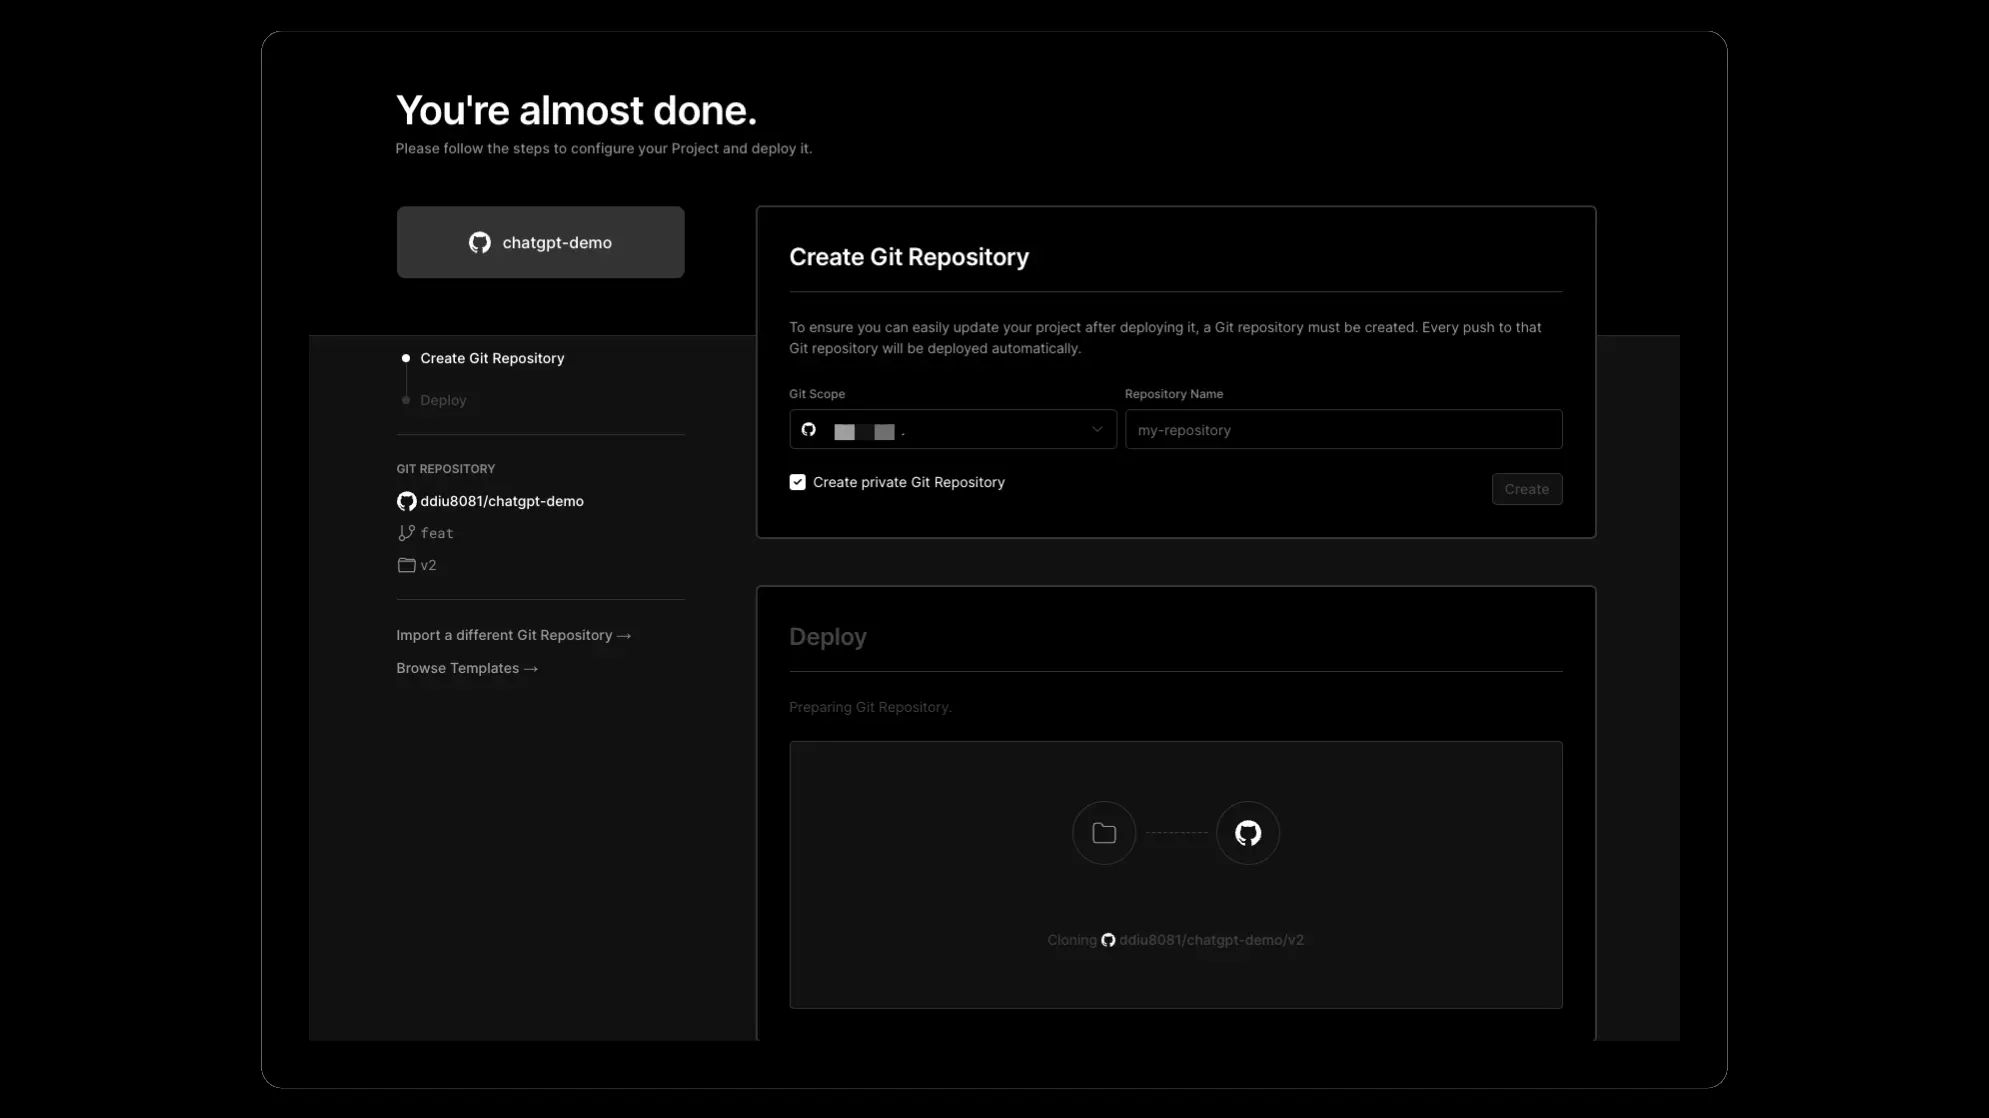 You're almost done.
Please follow the steps to configure your Project and deploy it.
chatgpt-demo
Create Git Repository
Deploy
GIT REPOSITORY
ddiu8081/chatgpt-demo
feat
v2
Import a different Git Repository →
Browse Templates →
Create Git Repository
To ensure you can easily update your project after deploying it, a Git repository must be created. Every push to that
Git repository will be deployed automatically.
Git Scope
Repository Name
my-repository
Create private Git Repository
Create
Deploy
Preparing Git Repository.
Cloning ddiu8081/chatgpt-demo/v2